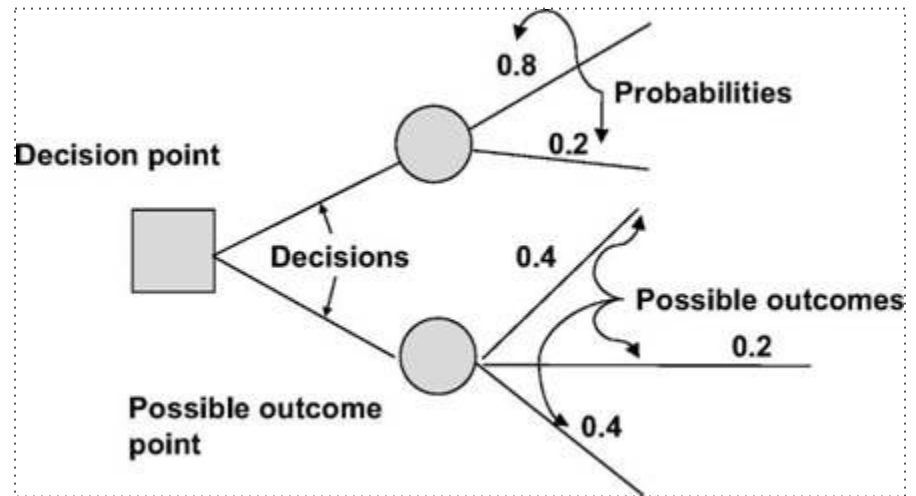 0.8
Probabilities
0.2
Decision point
Decisions
0.4
Possible outcomes
0.2
Possible outcome
point
0.4